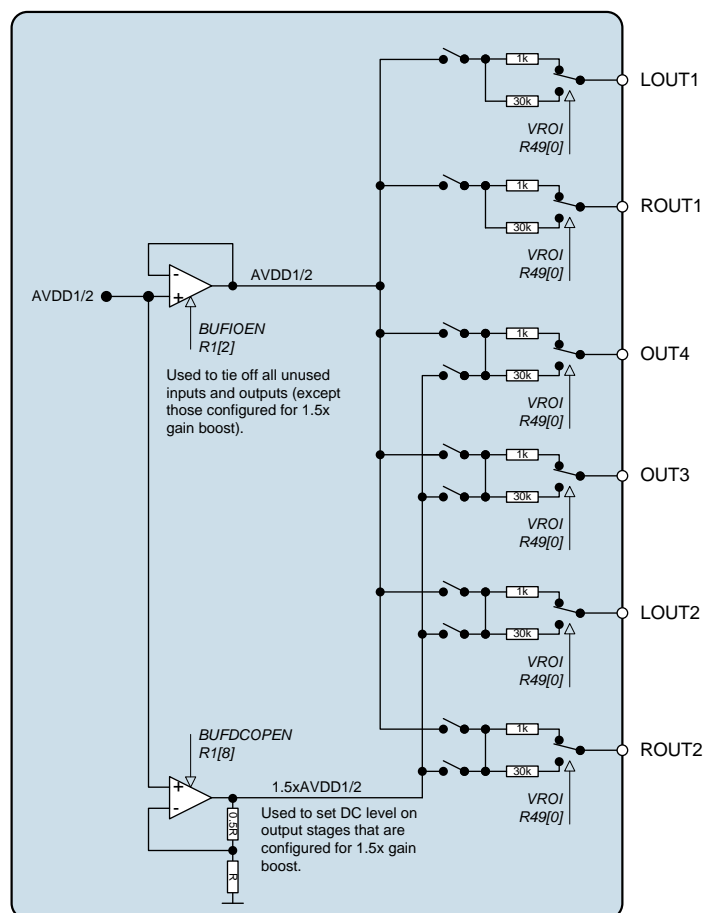 1k
LOUT1
30k
VROI
R49[0]
1k
ROUT1
30k
VROI
R49[0]
-
AVDD1/2
AVDD1/2
+
BUFIOEN
R1[2]
Used to tie off all unused
inputs and outputs (except
those configured for 1.5x
gain boost).
1k
OUT4
30k
VROI
R49[0]
1k
OUT3
30k
VROI
R49[0]
1k
LOUT2
30k
VROI
R49[0]
BUFDCOPEN
R1[8]
1k
ROUT2
30k
VROI
R49[0]
+
-
1.5xAVDD1/2
0.5R
Used to set DC level on
output stages that are
configured for 1.5x gain
boost.
R